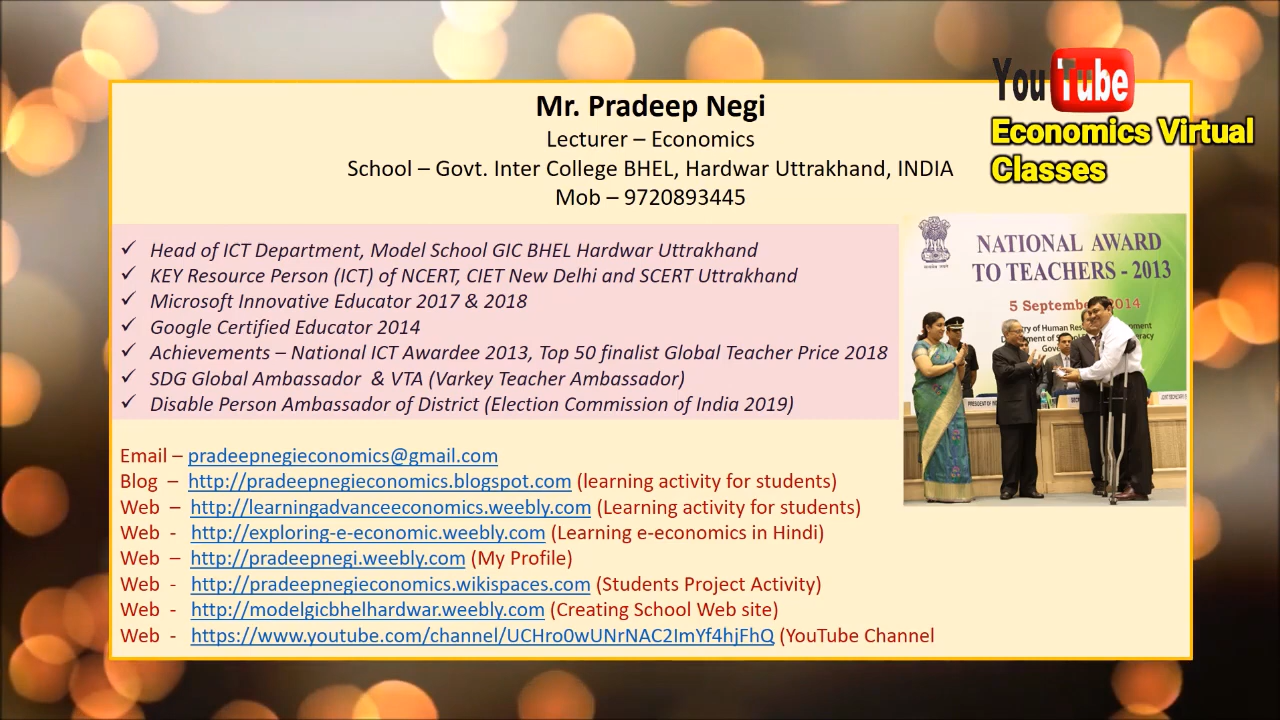 You Tube
Economics Virtual
Classes
Mr. Pradeep Negi
Lecturer – Economics
School – Govt. Inter College BHEL, Hardwar Uttrakhand, INDIA
Mob – 9720893445
✓ Head of ICT Department, Model School GIC BHEL Hardwar Uttrakhand
✓ KEY Resource Person (ICT) of NCERT, CIET New Delhi and SCERT Uttrakhand
✓ Microsoft Innovative Educator 2017 & 2018
✓ Google Certified Educator 2014
✓ Achievements – National ICT Awardee 2013, Top 50 finalist Global Teacher Price 2018
✓ SDG Global Ambassador & VTA (Varkey Teacher Ambassador)
✓ Disable Person Ambassador of District (Election Commission of India 2019)
NATIONAL AWARD
TO TEACHERS - 2013
5 September 2014
Email – pradeepnegieconomics@gmail.com
Blog – http://pradeepnegieconomics.blogspot.com (learning activity for students)
Web – http://learningadvanceeconomics.weebly.com (Learning activity for students)
Web - http://exploring-e-economic.weebly.com (Learning e-economics in Hindi)
Web – http://pradeepnegi.weebly.com (My Profile)
Web - http://pradeepnegieconomics.wikispaces.com (Students Project Activity)
Web - http://modelgicbhelhardwar.weebly.com (Creating School Web site)
Web - https://www.youtube.com/channel/UCHro0wUNrNAC2ImYf4hjFhQ (YouTube Channel